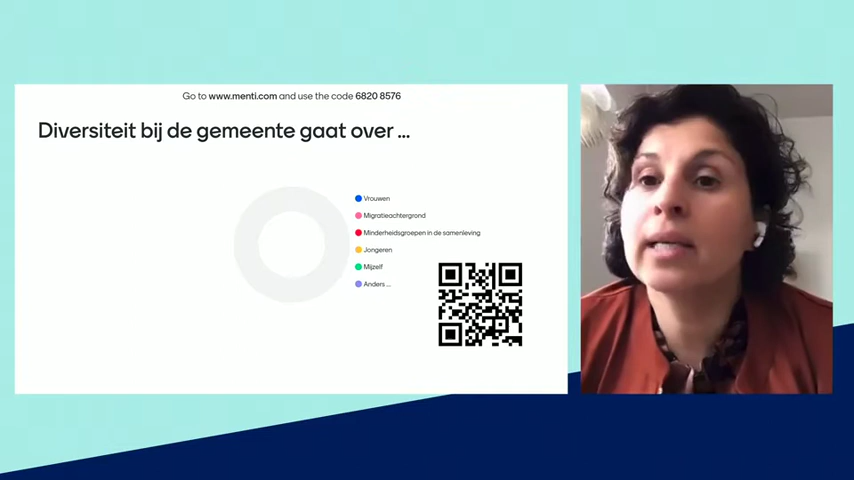 Go to www.menti.com and use the code 6820 8576
Diversiteit bij de gemeente gaat over ...
Vrouwen
Migratieachtergrond
Minderheidsgroepen in de samenleving
Jongeren
Mijzelf
Anders ...